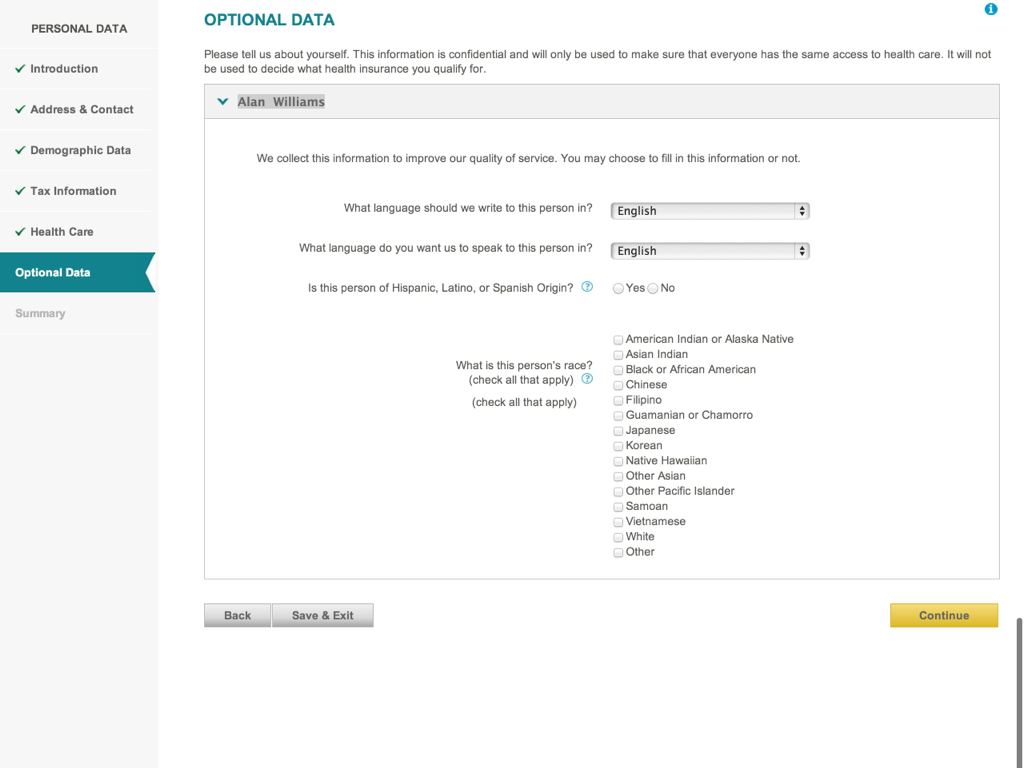 PERSONAL DATA
Introduction
Address & Contact
Demographic Data
Tax Information
Health Care
Optional Data
Summary
OPTIONAL DATA
Please tell us about yourself. This information is confidential and will only be used to make sure that everyone has the same access to health care. It will not
be used to decide what health insurance you qualify for.
Alan Williams
We collect this information to improve our quality of service. You may choose to fill in this information or not.
What language should we write to this person in? English
What language do you want us to speak to this person in? English
Is this person of Hispanic, Latino, or Spanish Origin? ? Yes No
What is this person's race?
(check all that apply) ?
(check all that apply)
American Indian or Alaska Native
Asian Indian
Black or African American
Chinese
Filipino
Guamanian or Chamorro
Japanese
Korean
Native Hawaiian
Other Asian
Other Pacific Islander
Samoan
Vietnamese
White
Other
Back Save & Exit Continue